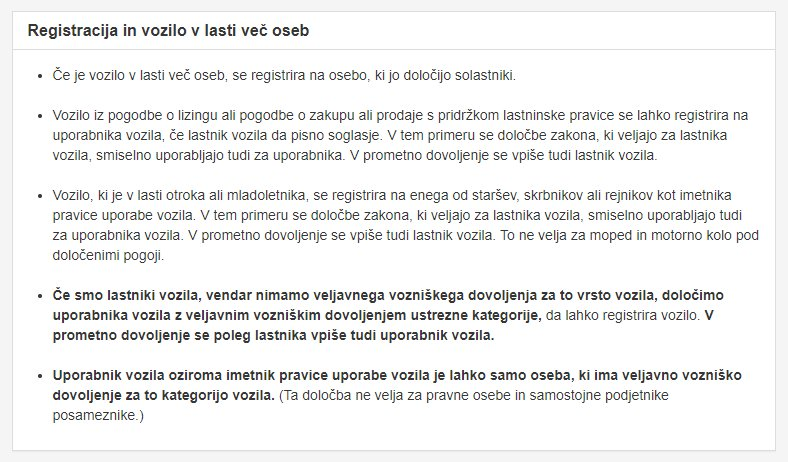 Registracija in vozilo v lasti več oseb
Če je vozilo v lasti več oseb, se registrira na osebo, ki jo določijo solastniki.
Vozilo iz pogodbe o lizingu ali pogodbe o zakupu ali prodaje s pridržkom lastninske pravice se lahko registrira na
uporabnika vozila, če lastnik vozila da pisno soglasje. V tem primeru se določbe zakona, ki veljajo za lastnika
vozila, smiselno uporabljajo tudi za uporabnika. V prometno dovoljenje se vpiše tudi lastnik vozila.
Vozilo, ki je v lasti otroka ali mladoletnika, se registrira na enega od staršev, skrbnikov ali rejnikov kot imetnika
pravice uporabe vozila. V tem primeru se določbe zakona, ki veljajo za lastnika vozila, smiselno uporabljajo tudi
za uporabnika vozila. V prometno dovoljenje se vpiše tudi lastnik vozila. To ne velja za moped in motorno kolo pod
določenimi pogoji.
Če smo lastniki vozila, vendar nimamo veljavnega vozniškega dovoljenja za to vrsto vozila, določimo
uporabnika vozila z veljavnim vozniškim dovoljenjem ustrezne kategorije, da lahko registrira vozilo. V
prometno dovoljenje se poleg lastnika vpiše tudi uporabnik vozila.
Uporabnik vozila oziroma imetnik pravice uporabe vozila je lahko samo oseba, ki ima veljavno vozniško
dovoljenje za to kategorijo vozila. (Ta določba ne velja za pravne osebe in samostojne podjetnike
posameznike.)